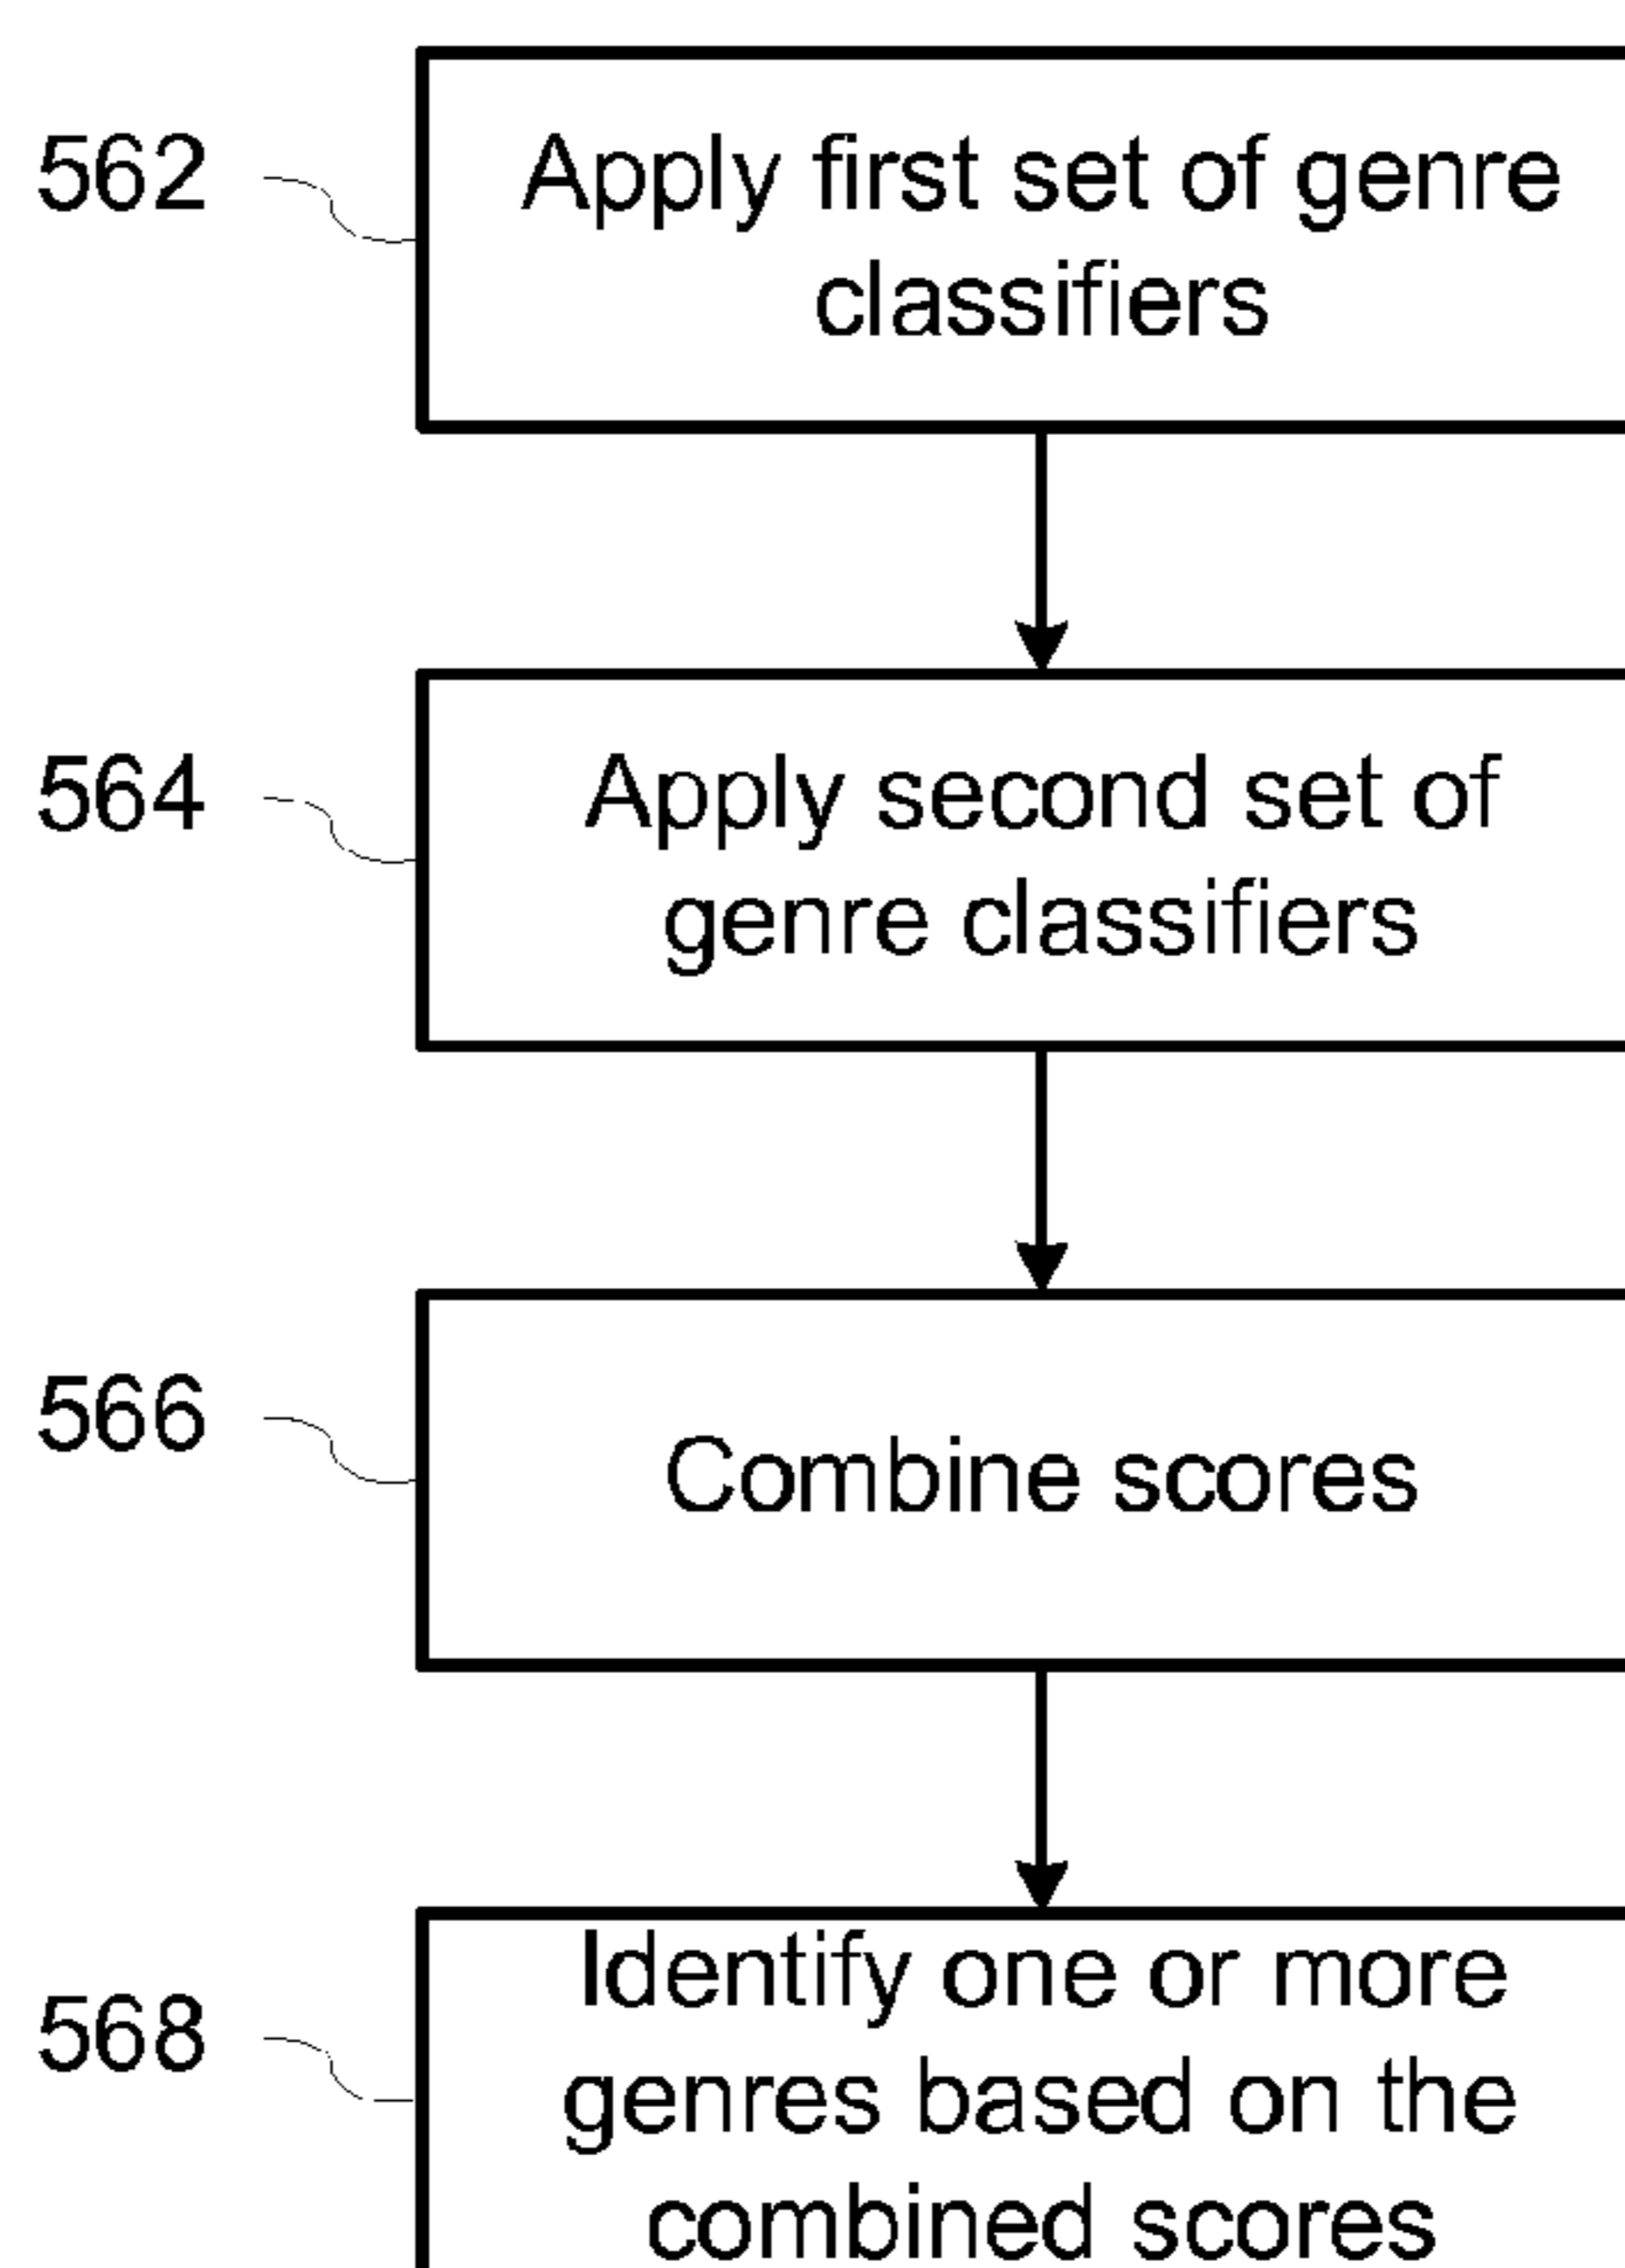 562
Apply first set of genre
classifiers
564
Apply second set of
genre classifiers
566
Combine scores
568
Identify one or more
genres based on the
combined scores